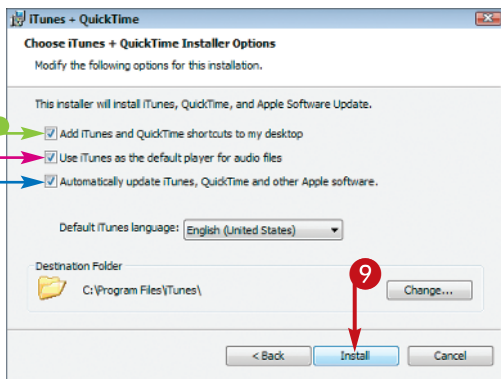 iTunes + QuickTime
Choose iTunes + QuickTime Installer Options
Modify the following options for this installation.
This installer will install iTunes, QuickTime, and Apple Software Update.
Add iTunes and QuickTime shortcuts to my desktop
Use iTunes as the default player for audio files
Automatically update iTunes, QuickTime and other Apple software.
Default iTunes language: English (United States)
Destination Folder
C:\Program Files\iTunes\ Change...
9
< Back Install Cancel